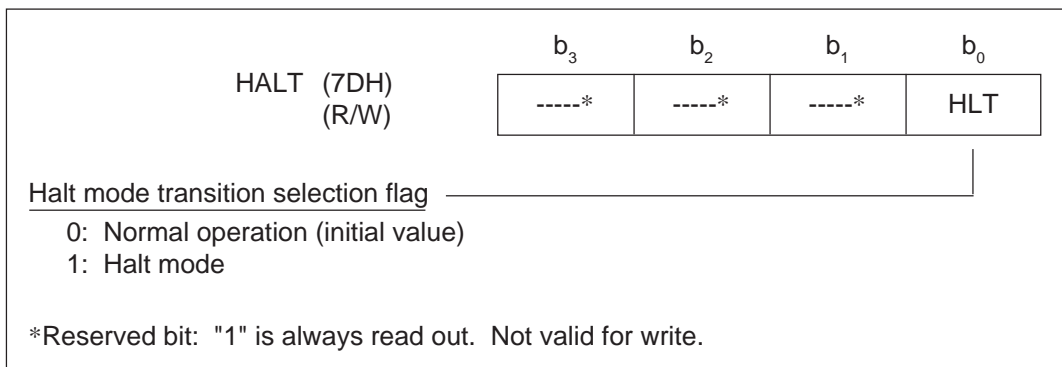 b3 b2 b1 b0
HALT (7DH)
(R/W)
-----* -----* -----* HLT
Halt mode transition selection flag
0: Normal operation (initial value)
1: Halt mode
*Reserved bit: "1" is always read out. Not valid for write.